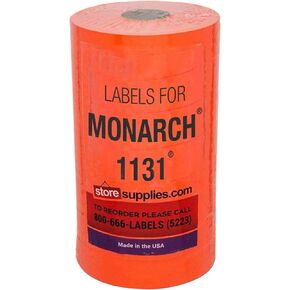 LABELS FOR
MONARCH®
1131®
storesupplies.com
TO REORDER PLEASE CALL
800-666-LABELS (5223)
Made in the USA